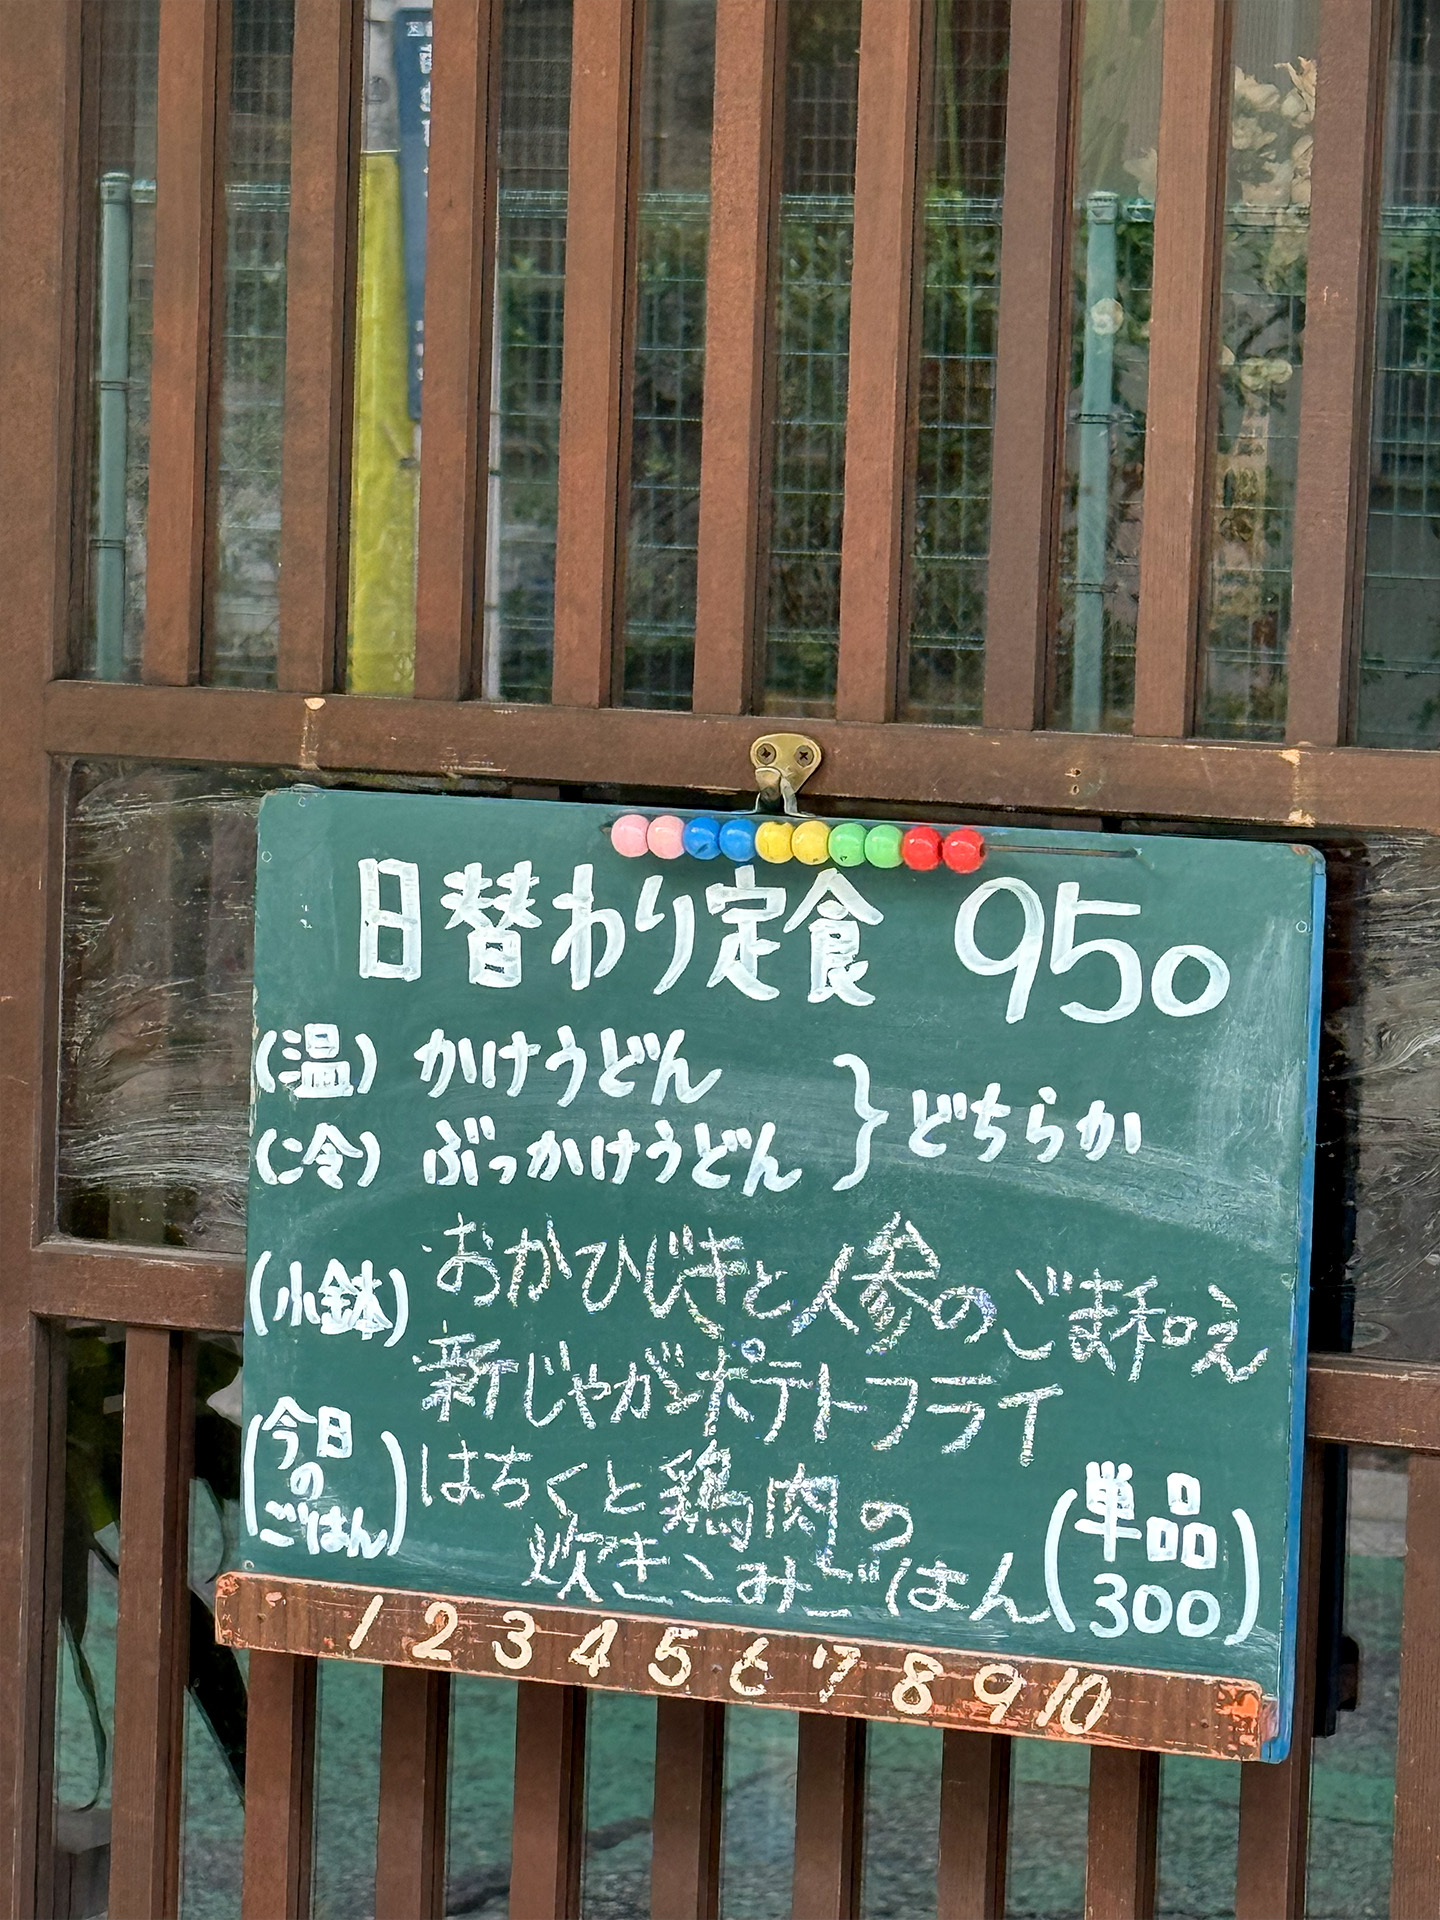 日替わり定食 950
(温) かけうどん
(冷) ぶっかけうどん } どちらか
(小鉢) おかひじきと人参のごま和え
新じゃがポテトフライ
(今日のごはん) はちくと鶏肉の
炊きこみごはん (単品 300)
1 2 3 4 5 6 7 8 9 10